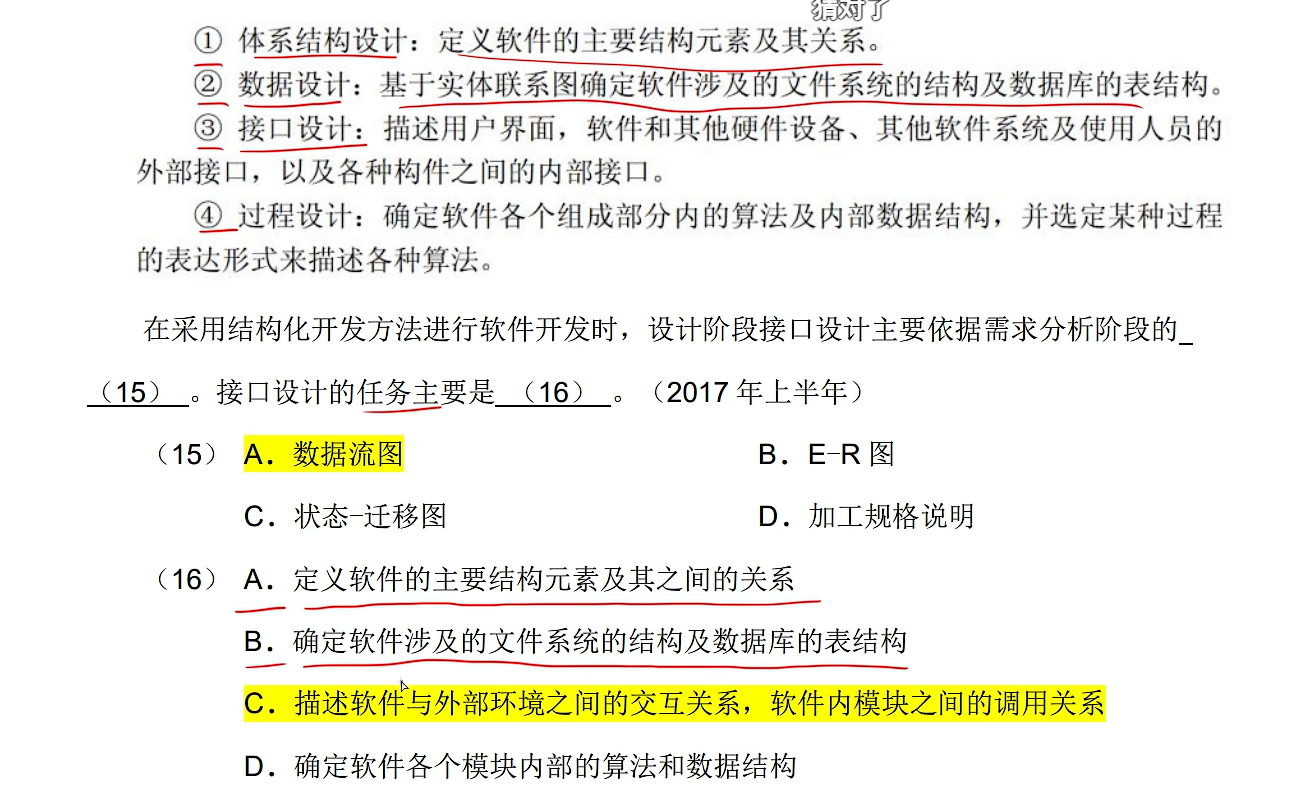 猜对了
① 体系结构设计：定义软件的主要结构元素及其关系。
② 数据设计：基于实体联系图确定软件涉及的文件系统的结构及数据库的表结构。
③ 接口设计：描述用户界面，软件和其他硬件设备、其他软件系统及使用人员的
外部接口，以及各种构件之间的内部接口。
④ 过程设计：确定软件各个组成部分内的算法及内部数据结构，并选定某种过程
的表达形式来描述各种算法。
在采用结构化开发方法进行软件开发时，设计阶段接口设计主要依据需求分析阶段的_
（15） 。接口设计的任务主要是 （16） 。（2017 年上半年）
（15） A．数据流图 B．E-R 图
C．状态-迁移图 D．加工规格说明
（16） A．定义软件的主要结构元素及其之间的关系
B．确定软件涉及的文件系统的结构及数据库的表结构
C．描述软件与外部环境之间的交互关系，软件内模块之间的调用关系
D．确定软件各个模块内部的算法和数据结构